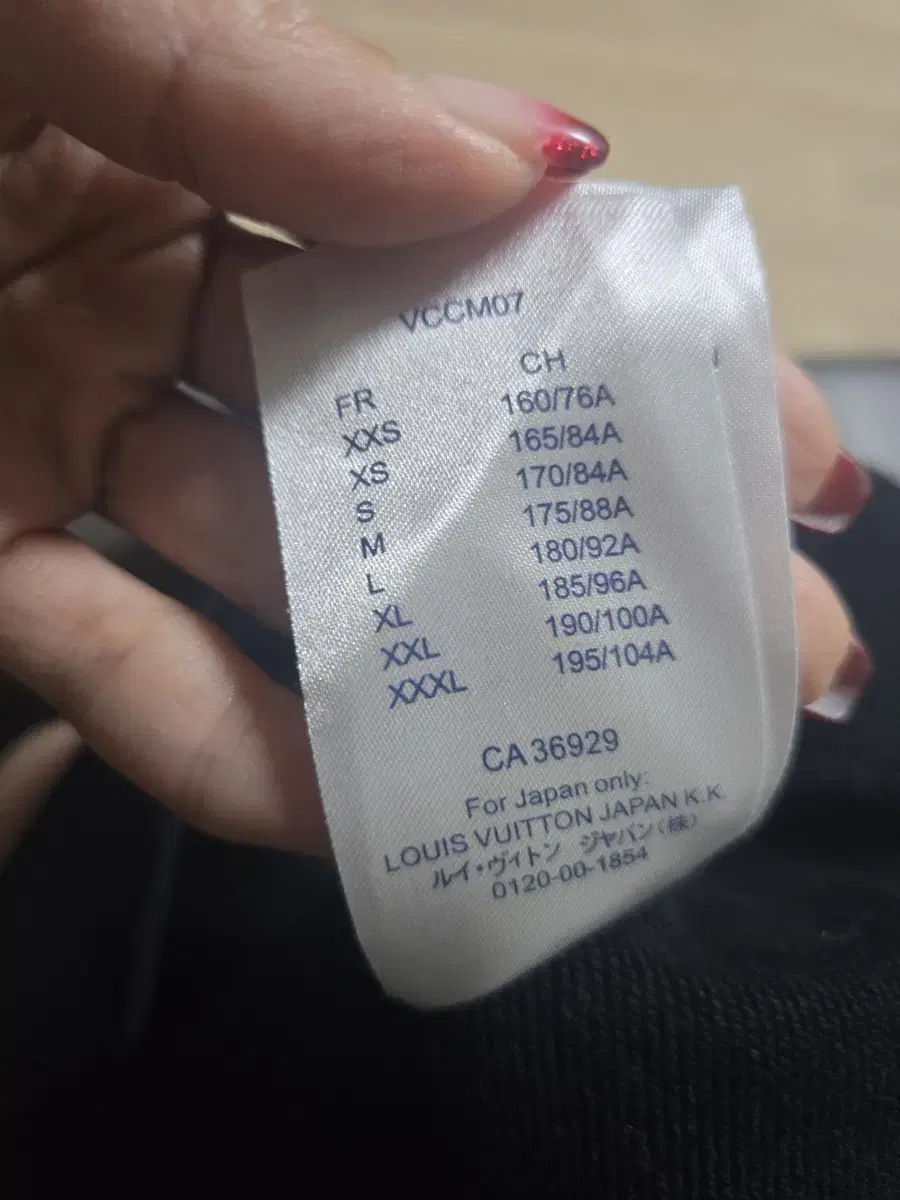 VCCM07
FR CH
XXS 160/76A
XS 165/84A
S 170/84A
M 175/88A
L 180/92A
XL 185/96A
XXL 190/100A
XXXL 195/104A
CA 36929
For Japan only:
LOUIS VUITTON JAPAN K.K.
ルイ・ヴィトン ジャパン(株)
0120-00-1854